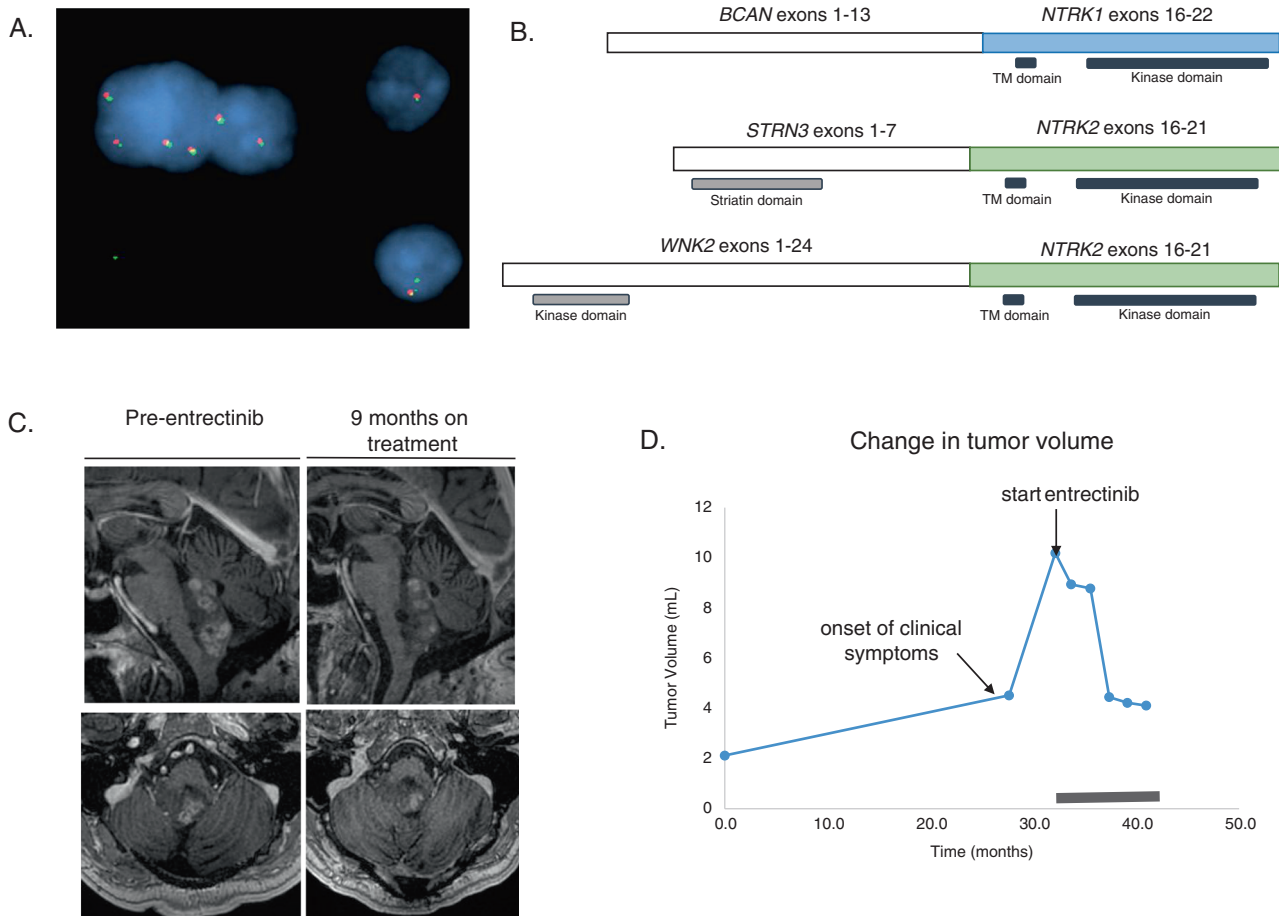 A.
B.
BCAN exons 1-13
NTRK1 exons 16-22
TM domain
Kinase domain
STRN3 exons 1-7
NTRK2 exons 16-21
Striatin domain
TM domain
Kinase domain
WNK2 exons 1-24
NTRK2 exons 16-21
Kinase domain
TM domain
Kinase domain
C.
Pre-entrectinib
9 months on
treatment
D.
Change in tumor volume
start entrectinib
onset of clinical
symptoms
Tumor Volume (mL)
12
10
8
6
4
2
0
0.0
10.0
20.0
30.0
40.0
50.0
Time (months)